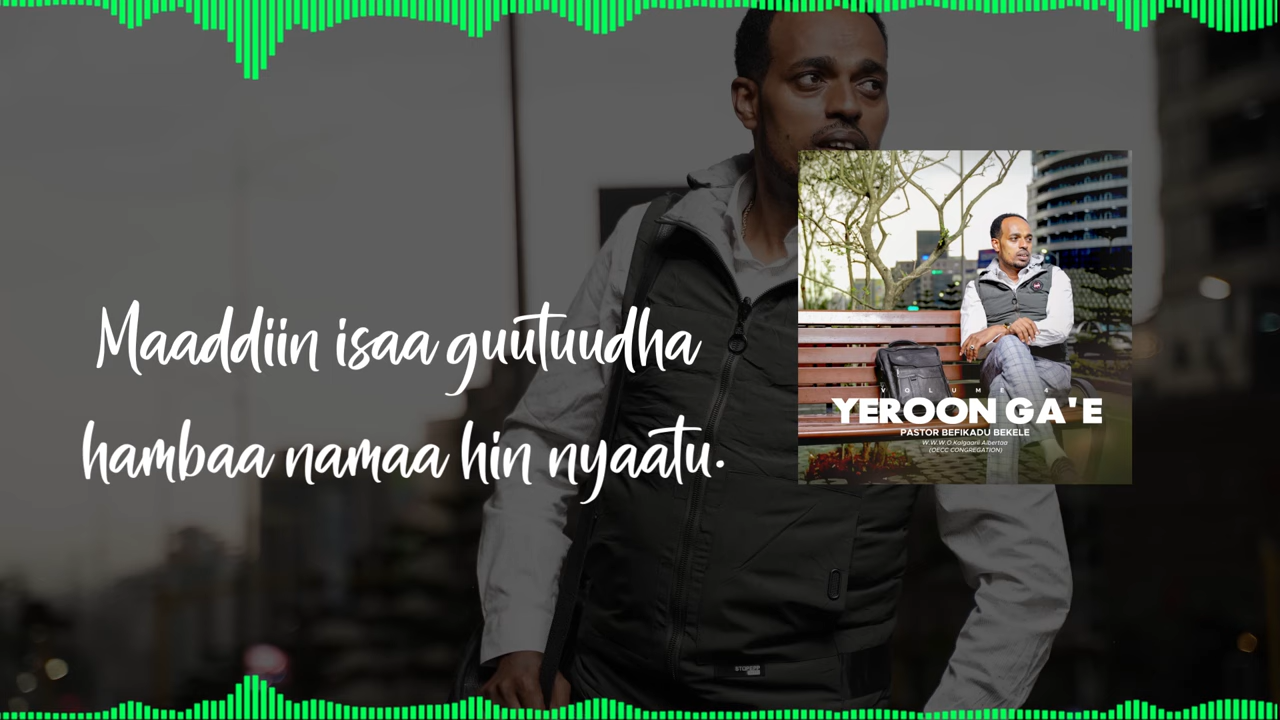 Maaddiin isaa guutuudha
hambaa namaa hin nyaatu.
VOLUME 4
YEROON GA'E
PASTOR BEFIKADU BEKELE
W.W.W.O Kalgaarii Albertaa
(OECC CONGREGATION)